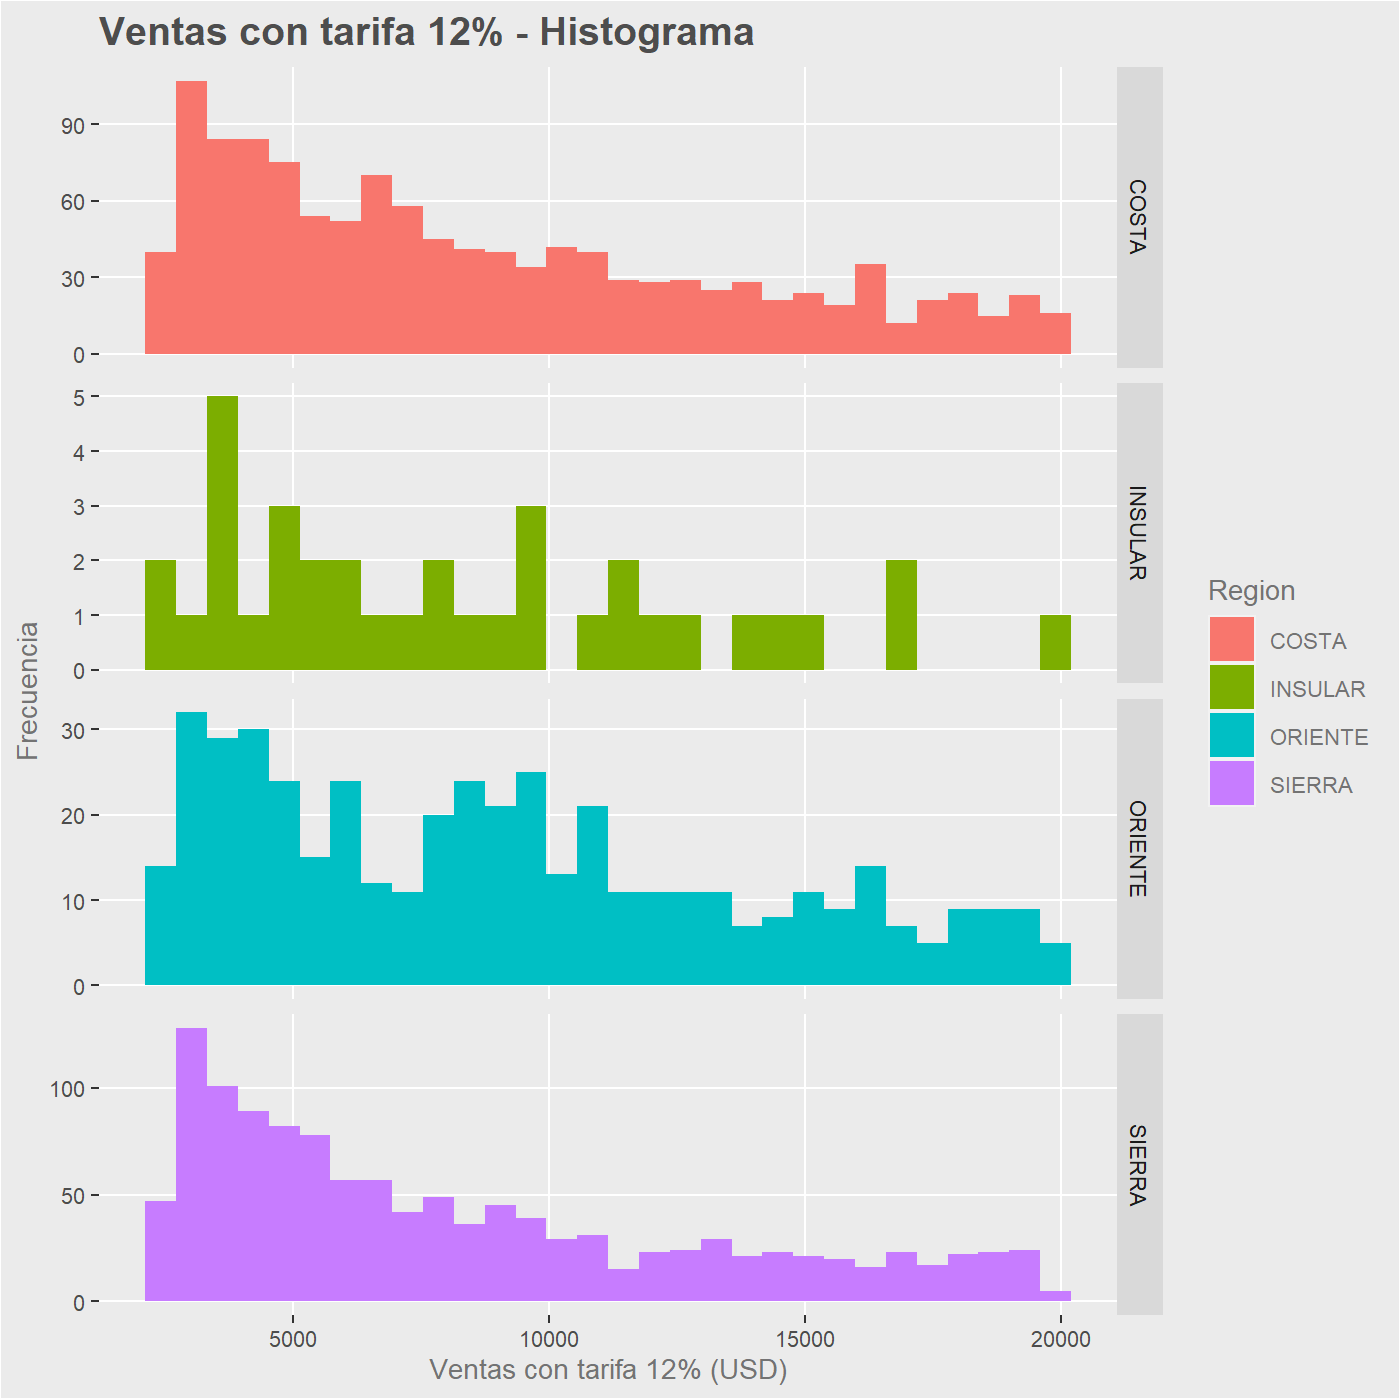 Ventas con tarifa 12% - Histograma
Frecuencia
90
60
30
0
COSTA
5
4
3
2
1
0
INSULAR
30
20
10
0
ORIENTE
100
50
0
SIERRA
5000 10000 15000 20000
Ventas con tarifa 12% (USD)
Region
COSTA
INSULAR
ORIENTE
SIERRA